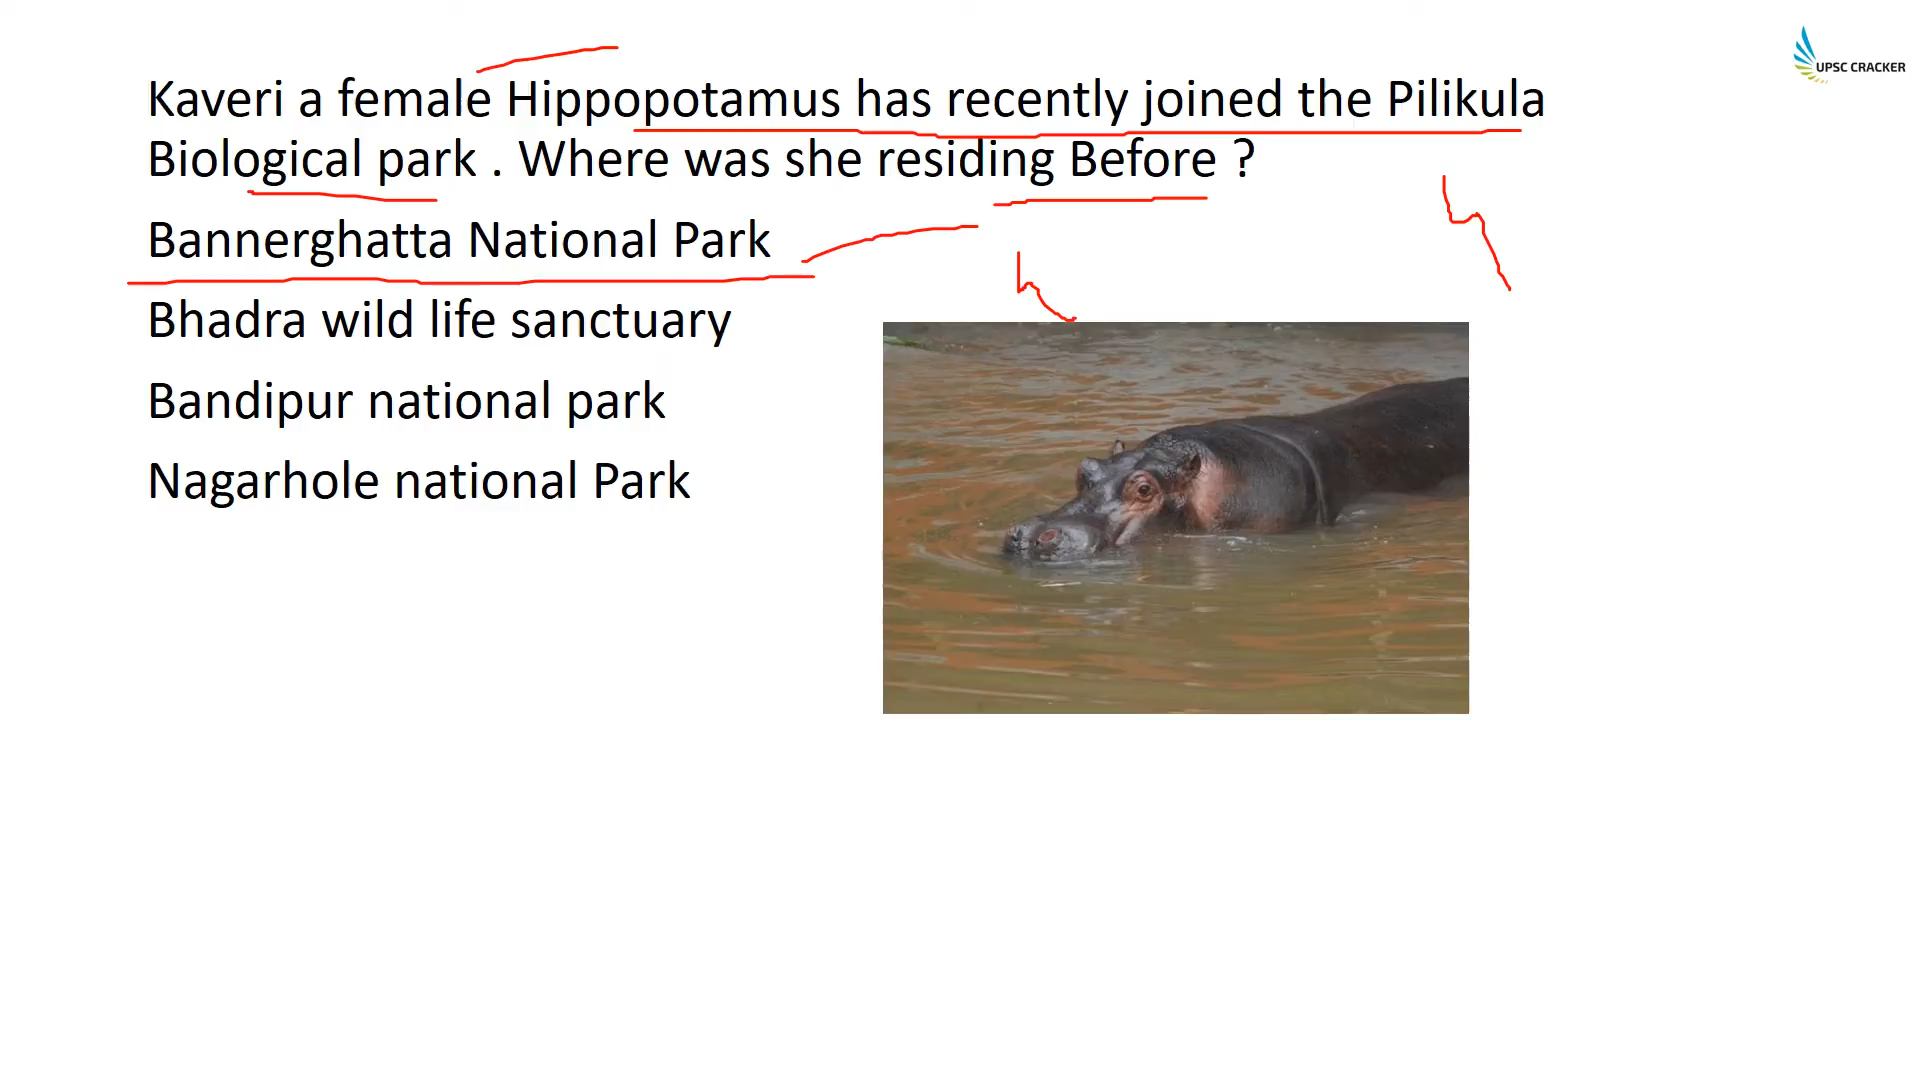 UPSC CRACKER
Kaveri a female Hippopotamus has recently joined the Pilikula
Biological park . Where was she residing Before ?
Bannerghatta National Park
Bhadra wild life sanctuary
Bandipur national park
Nagarhole national Park